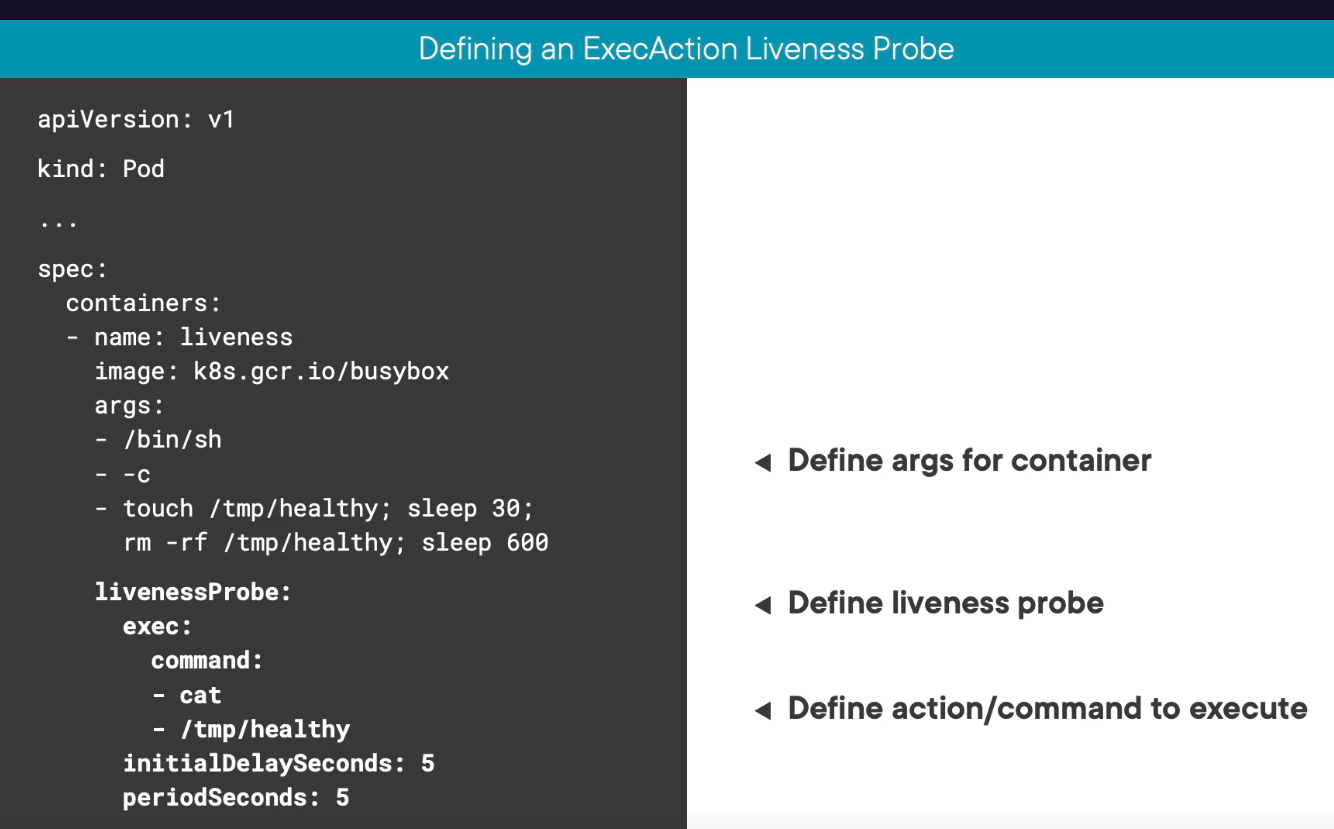 Defining an ExecAction Liveness Probe
apiVersion: v1
kind: Pod
...
spec:
  containers:
  - name: liveness
    image: k8s.gcr.io/busybox
    args:
    - /bin/sh
    - -c
    - touch /tmp/healthy; sleep 30;
      rm -rf /tmp/healthy; sleep 600
    livenessProbe:
      exec:
        command:
        - cat
        - /tmp/healthy
      initialDelaySeconds: 5
      periodSeconds: 5
Define args for container
Define liveness probe
Define action/command to execute